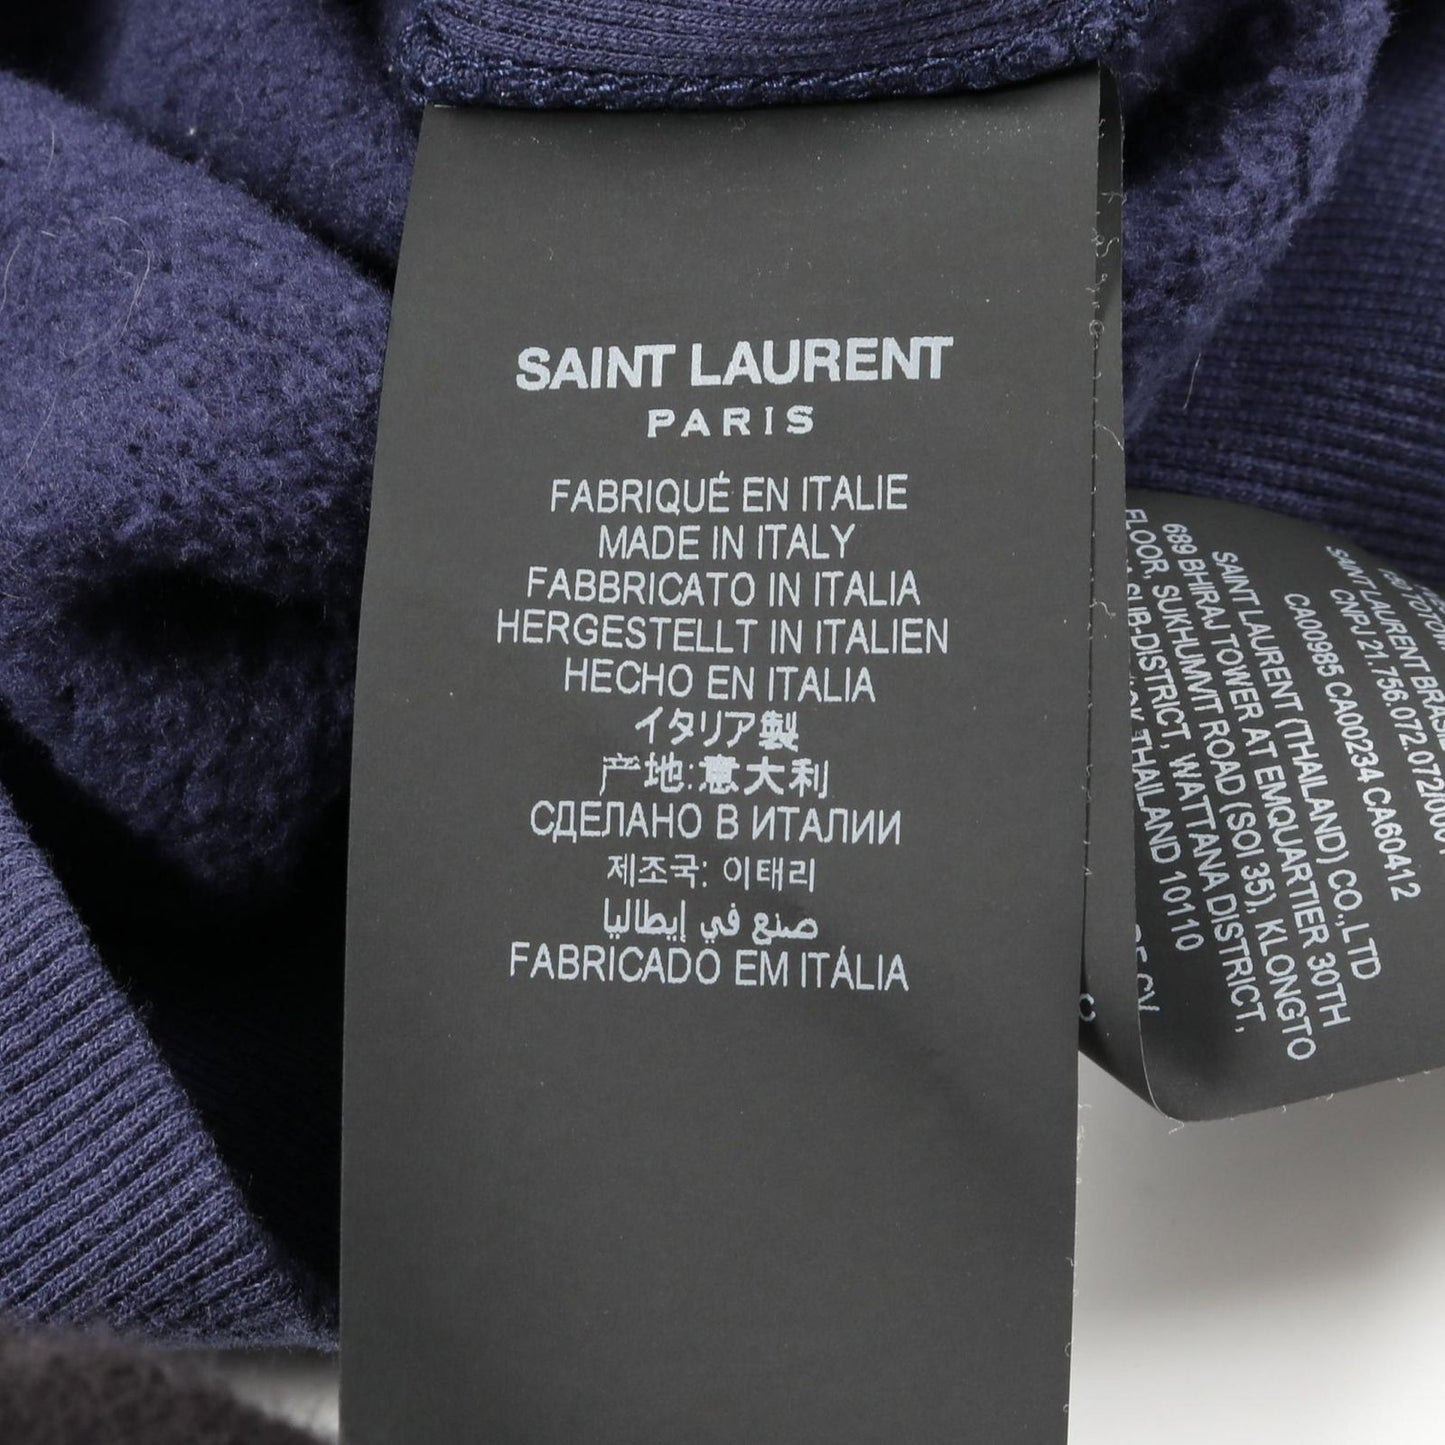 SAINT LAURENT
PARIS
FABRIQUÉ EN ITALIE
MADE IN ITALY
FABBRICATO IN ITALIA
HERGESTELLT IN ITALIEN
HECHO EN ITALIA
イタリア製
产地:意大利
СДЕЛАНО В ИТАЛИИ
제조국: 이태리
صنع في إيطاليا
FABRICADO EM ITÁLIA
SAINT LAURENT
CNPJ 21.756.072
CA00985 CA00234 CA60412
SAINT LAURENT (THAILAND) CO.,LTD
689 BHIRAJ TOWER AT EMQUARTIER 30TH
FLOOR, SUKHUMVIT ROAD (SOI 35), KLONGTO
SUB-DISTRICT, WATTANA DISTRICT,
THAILAND 10110